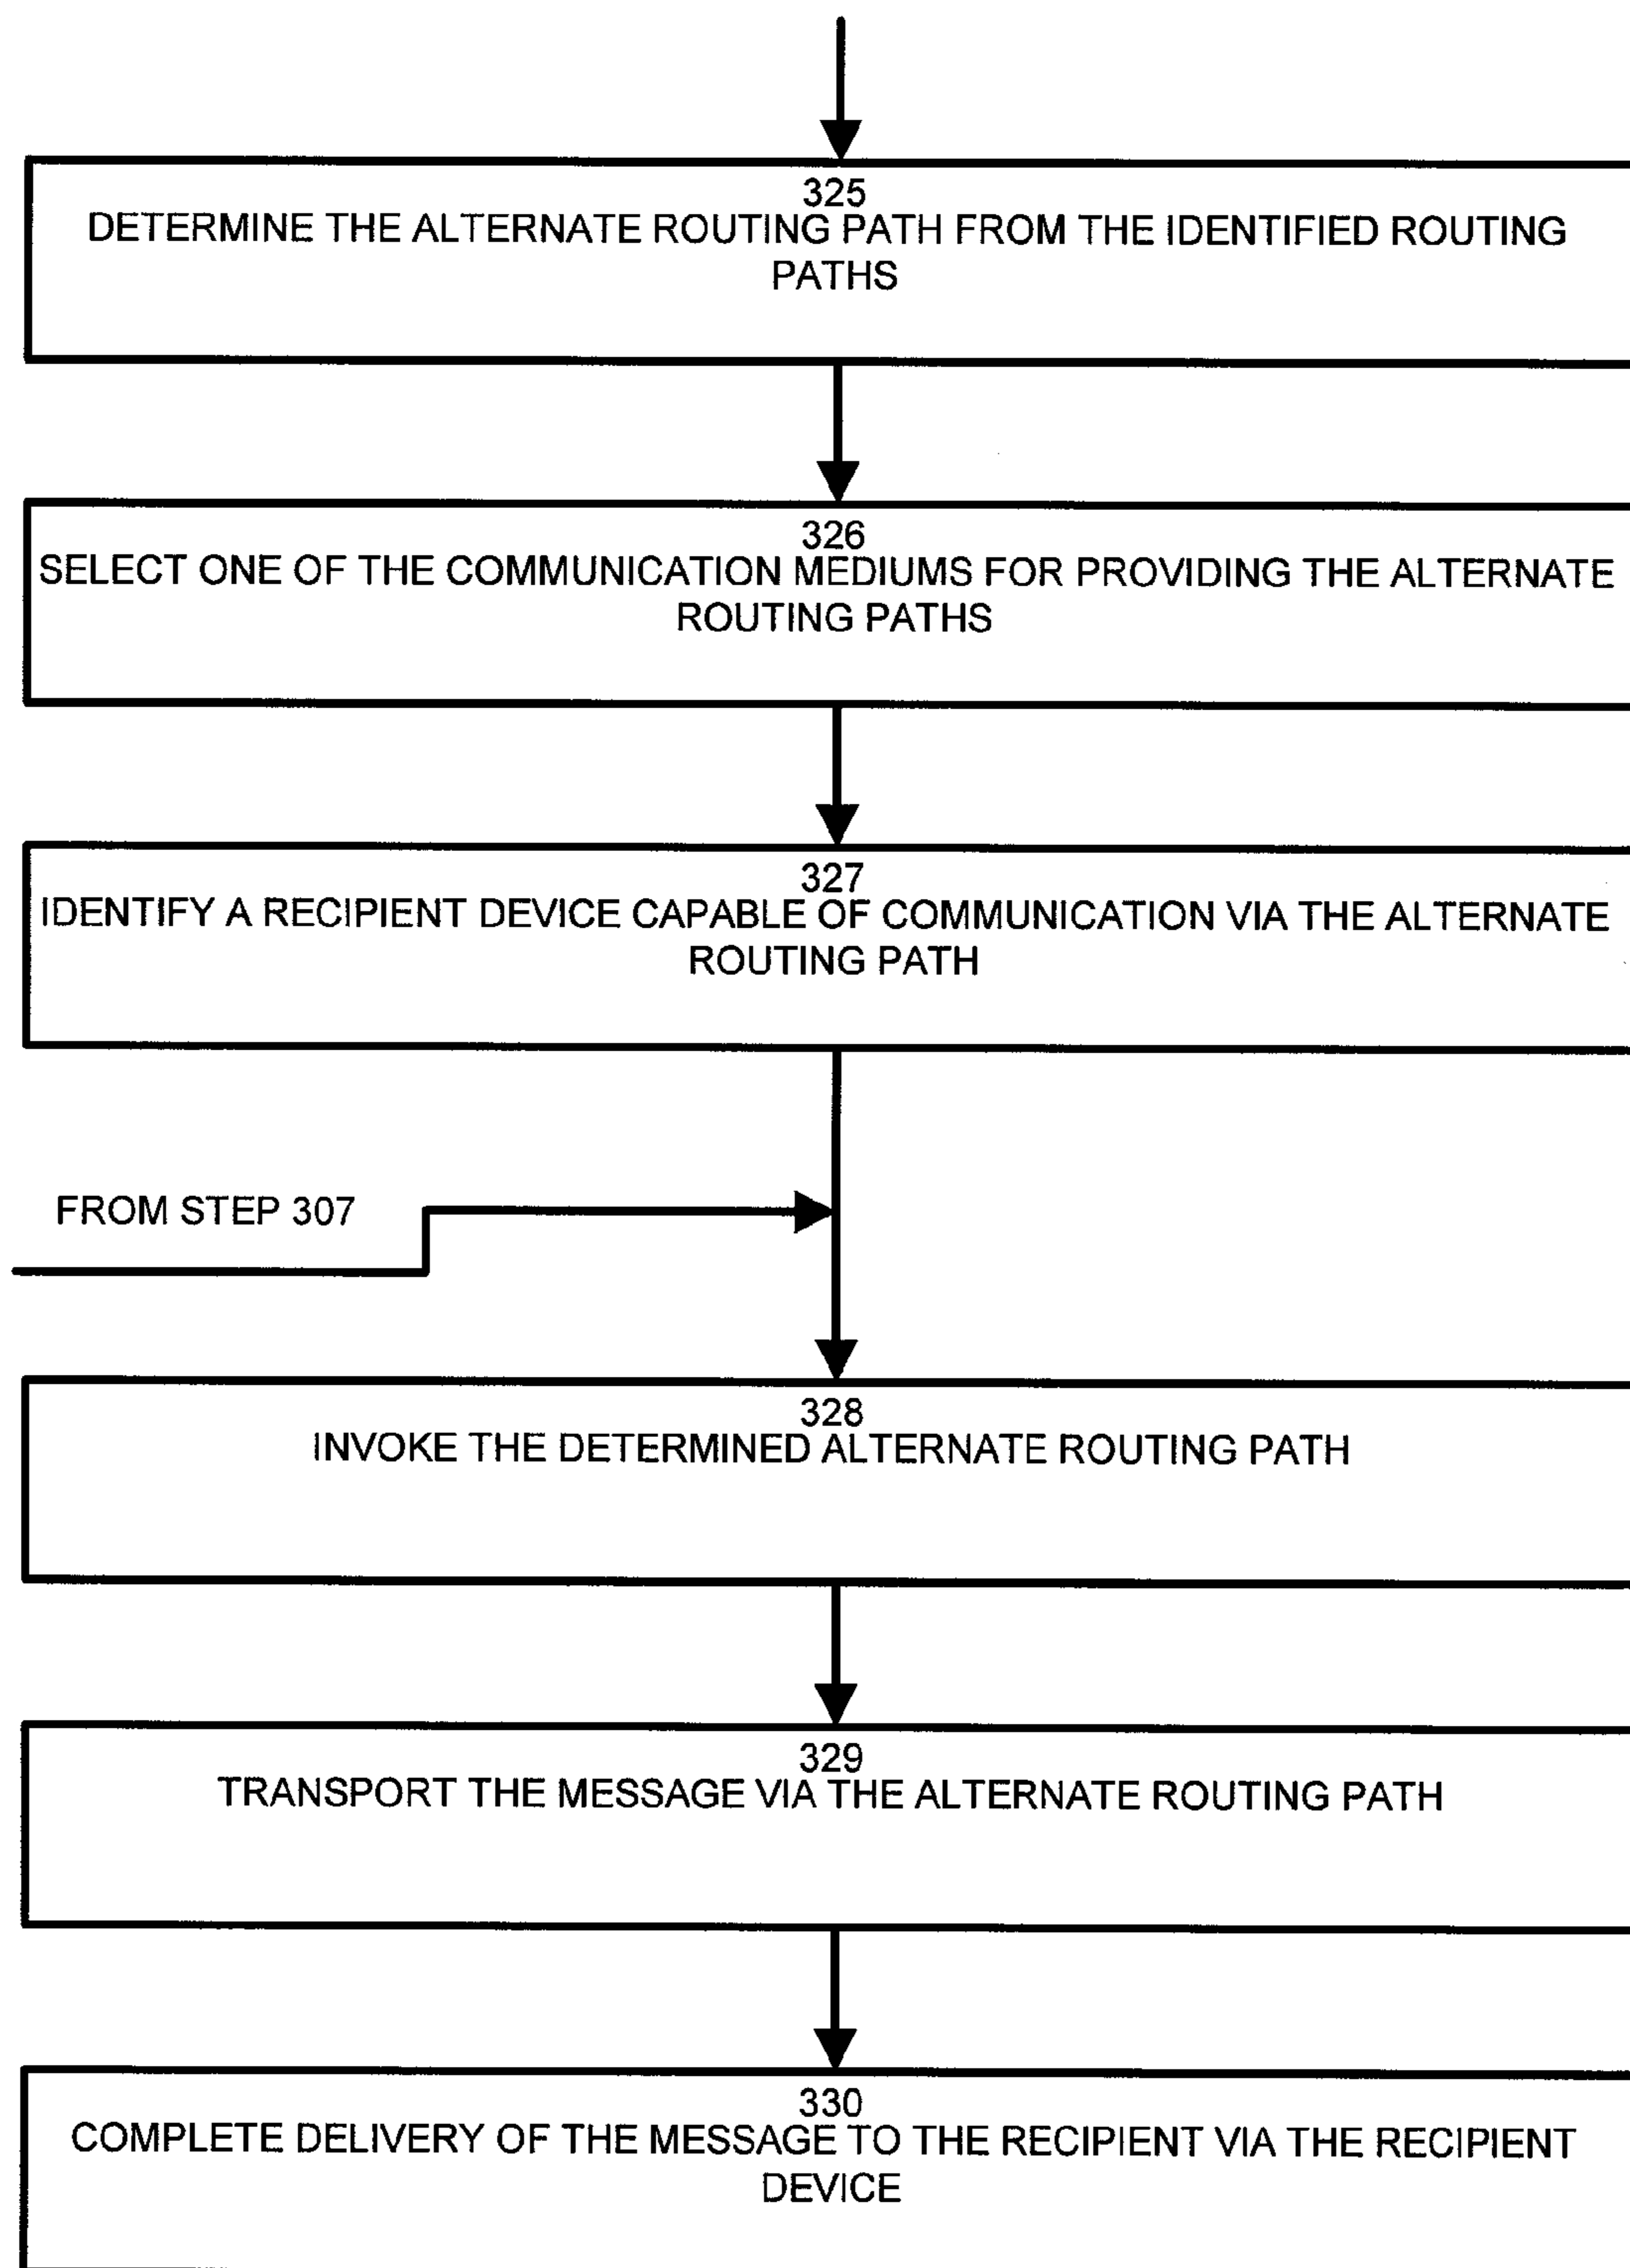 325
DETERMINE THE ALTERNATE ROUTING PATH FROM THE IDENTIFIED ROUTING
PATHS
326
SELECT ONE OF THE COMMUNICATION MEDIUMS FOR PROVIDING THE ALTERNATE
ROUTING PATHS
327
IDENTIFY A RECIPIENT DEVICE CAPABLE OF COMMUNICATION VIA THE ALTERNATE
ROUTING PATH
FROM STEP 307
328
INVOKE THE DETERMINED ALTERNATE ROUTING PATH
329
TRANSPORT THE MESSAGE VIA THE ALTERNATE ROUTING PATH
330
COMPLETE DELIVERY OF THE MESSAGE TO THE RECIPIENT VIA THE RECIPIENT
DEVICE